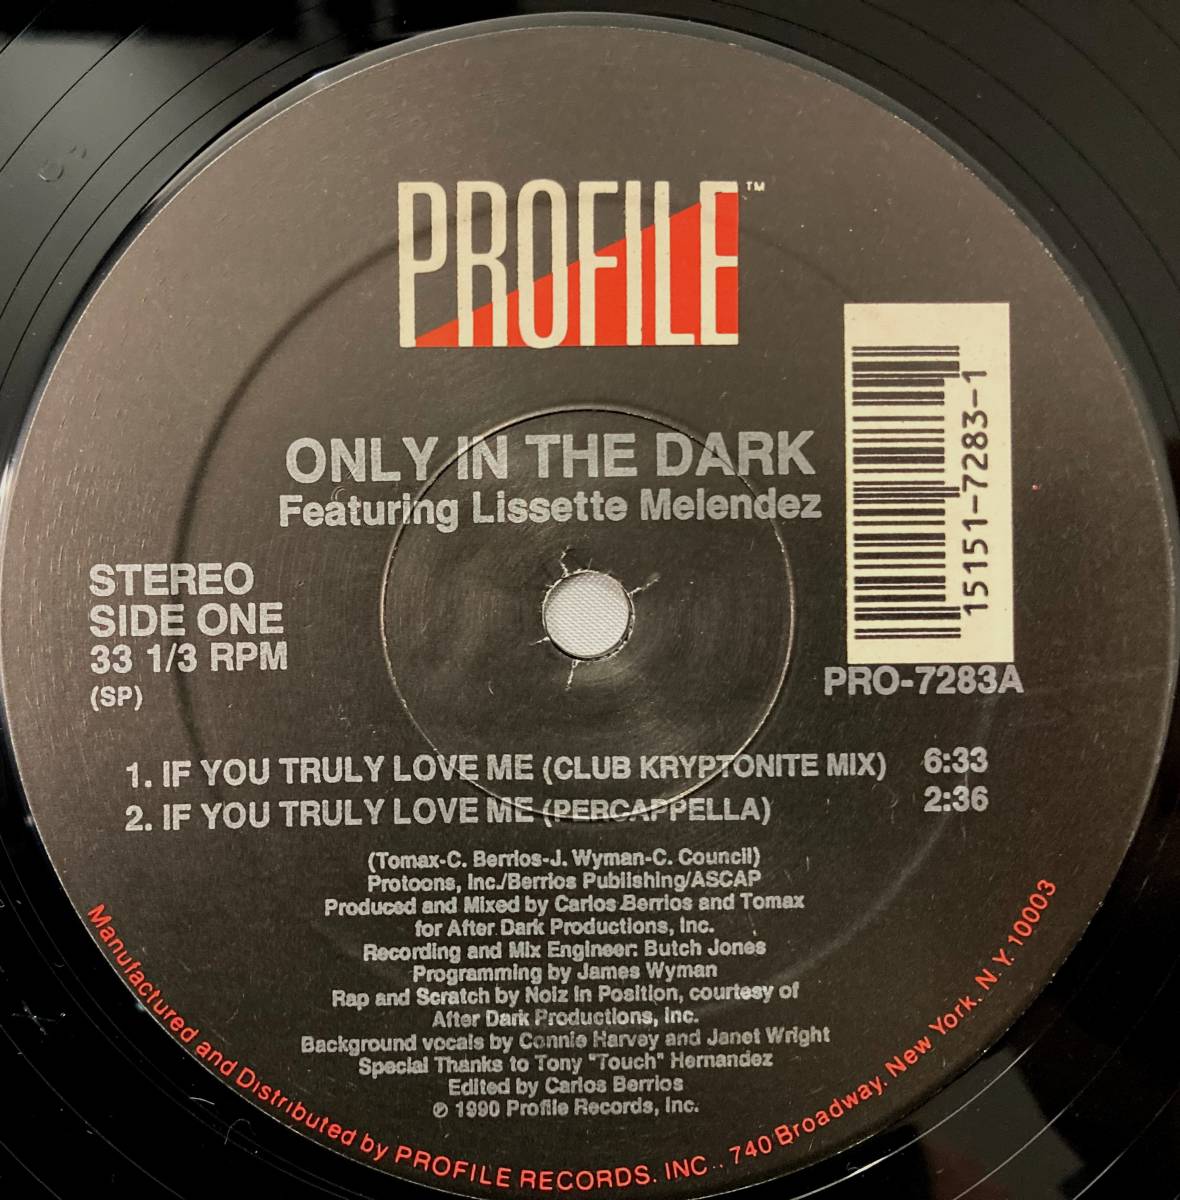 PROFILE™
ONLY IN THE DARK
Featuring Lissette Melendez
STEREO
SIDE ONE
33 1/3 RPM
(SP)
15151-7283-1
PRO-7283A
1. IF YOU TRULY LOVE ME (CLUB KRYPTONITE MIX) 6:33
2. IF YOU TRULY LOVE ME (PERCAPPELLA) 2:36
(Tomax-C. Berrios-J. Wyman-C. Council)
Protoons, Inc./Berrios Publishing/ASCAP
Produced and Mixed by Carlos Berrios and Tomax
for After Dark Productions, Inc.
Recording and Mix Engineer: Butch Jones
Programming by James Wyman
Rap and Scratch by Noiz In Position, courtesy of
After Dark Productions, Inc.
Background vocals by Connie Harvey and Janet Wright
Special Thanks to Tony "Touch" Hernandez
Edited by Carlos Berrios
℗ 1990 Profile Records, Inc.
Manufactured and Distributed by PROFILE RECORDS. INC., 740 Broadway. New York. N.Y. 10003